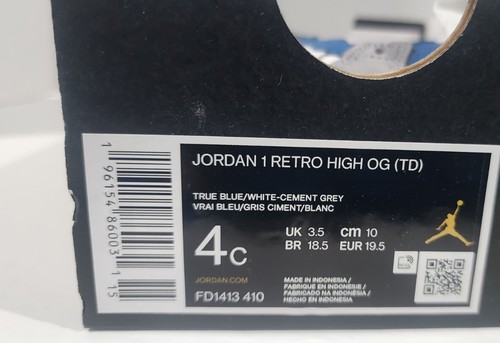 JORDAN 1 RETRO HIGH OG (TD)
TRUE BLUE/WHITE-CEMENT GREY
VRAI BLEU/GRIS CIMENT/BLANC
4C
UK 3.5 cm 10
BR 18.5 EUR 19.5
JORDAN.COM
FD1413 410
MADE IN INDONESIA /
FABRIQUÉ EN INDONÉSIE /
FABRICADO NA INDONÉSIA /
HECHO EN INDONESIA
1 96154 86003 1 15